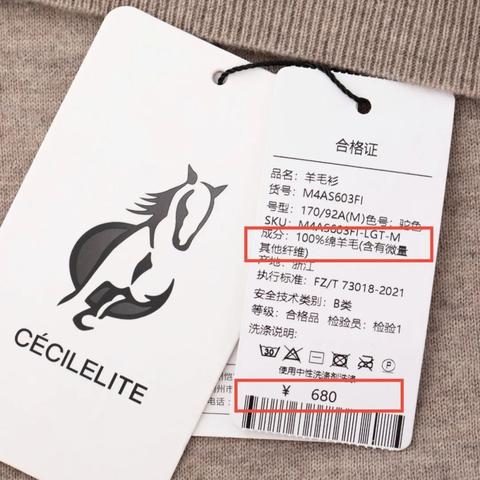 CÉCILELITE
合格证
品名: 羊毛衫
货号: M4AS603FI
号型: 170/92A(M)色号: 驼色
SKU: M4AS603FI-LGT-M
成分: 100%绵羊毛(含有微量
其他纤维)
产地: 浙江
执行标准: FZ/T 73018-2021
安全技术类别: B类
等级: 合格品 检验员: 检验1
洗涤说明:
30 P
使用中性洗涤剂洗涤
¥ 680